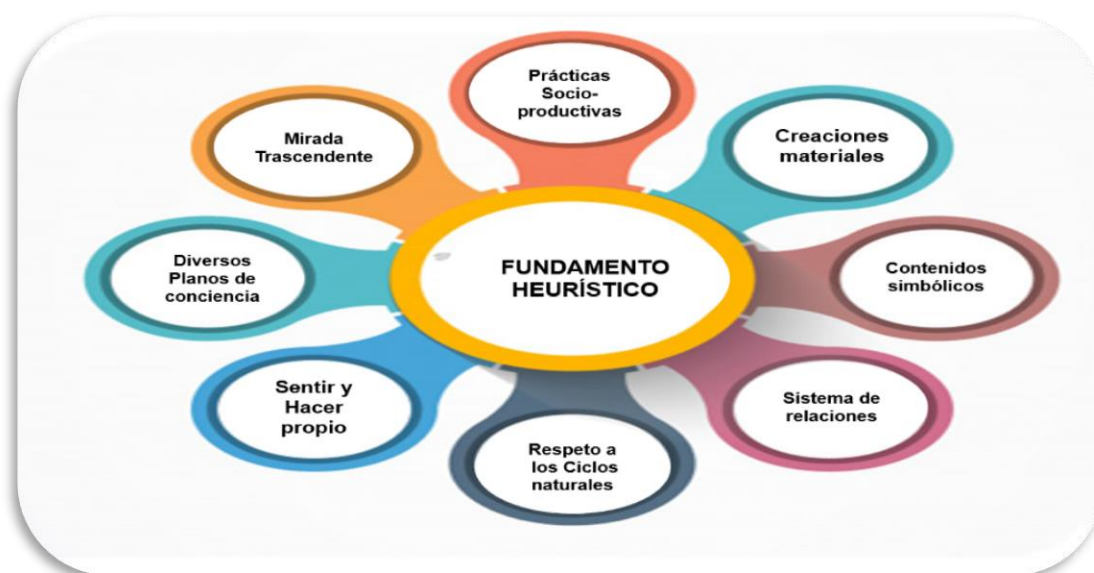 Prácticas
Socio-
productivas
Creaciones
materiales
Contenidos
simbólicos
Sistema de
relaciones
Respeto a
los Ciclos
naturales
Sentir y
Hacer
propio
Diversos
Planos de
conciencia
Mirada
Trascendente
FUNDAMENTO
HEURÍSTICO